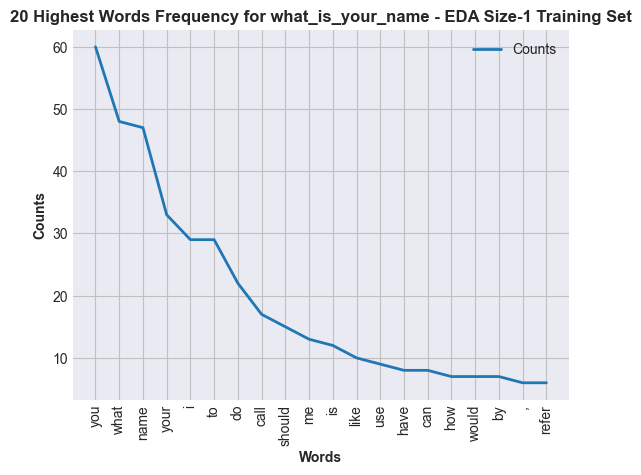 20 Highest Words Frequency for what_is_your_name - EDA Size-1 Training Set
Counts
60
50
40
30
20
10
Counts
you
what
name
your
i
to
do
call
should
me
is
like
use
have
can
how
would
by
,
refer
Words